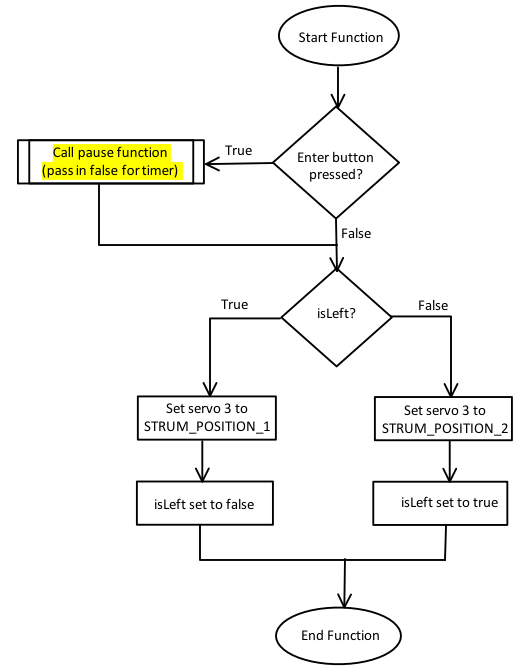 Start Function
Enter button
pressed?
True
Call pause function
(pass in false for timer)
False
isLeft?
True
False
Set servo 3 to
STRUM_POSITION_1
Set servo 3 to
STRUM_POSITION_2
isLeft set to false
isLeft set to true
End Function